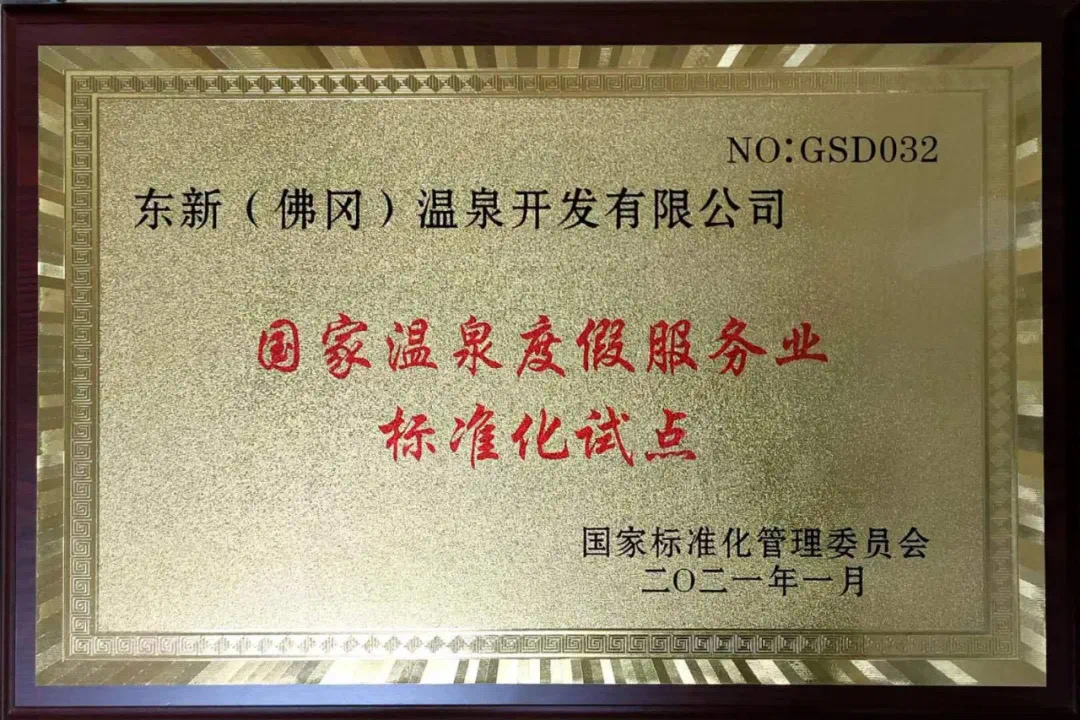 NO:GSD032
东新（佛冈）温泉开发有限公司
国家温泉度假服务业
标准化试点
国家标准化管理委员会
二〇二一年一月